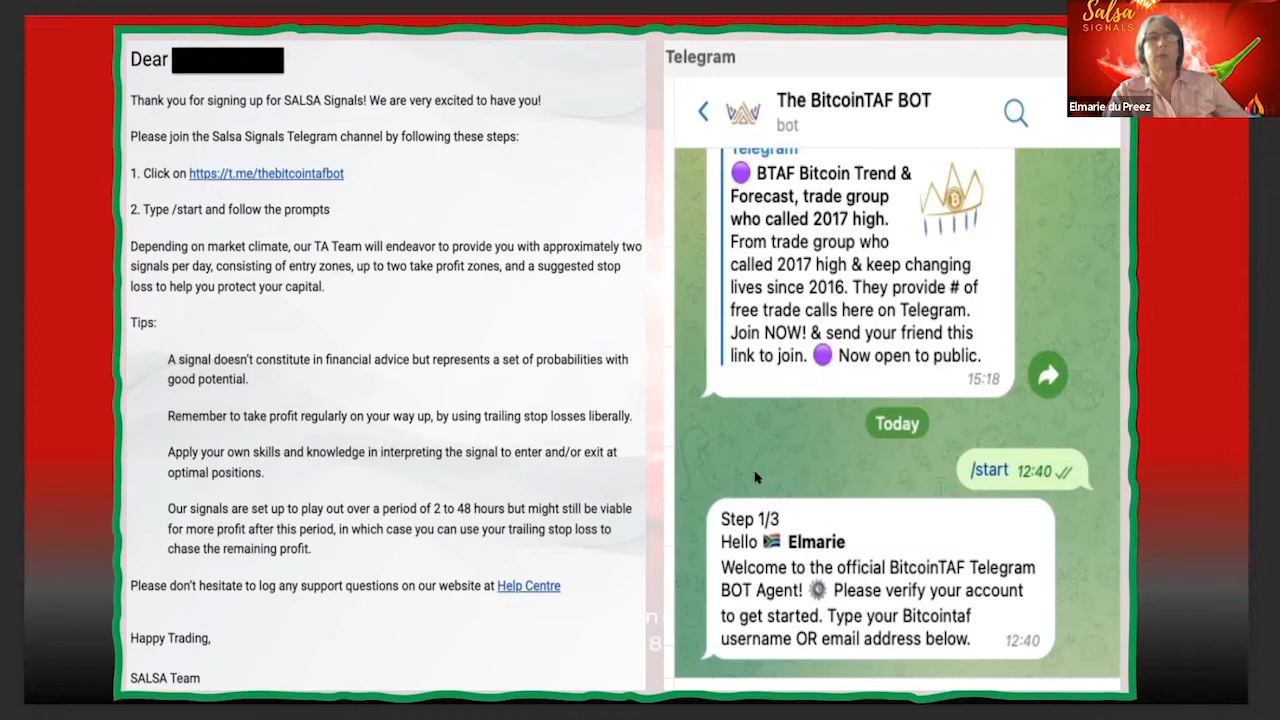 Dear
Thank you for signing up for SALSA Signals! We are very excited to have you!
Please join the Salsa Signals Telegram channel by following these steps:
1. Click on https://t.me/thebitcointafbot
2. Type /start and follow the prompts
Depending on market climate, our TA Team will endeavor to provide you with approximately two
signals per day, consisting of entry zones, up to two take profit zones, and a suggested stop
loss to help you protect your capital.
Tips:
A signal doesn't constitute in financial advice but represents a set of probabilities with
good potential.
Remember to take profit regularly on your way up, by using trailing stop losses liberally.
Apply your own skills and knowledge in interpreting the signal to enter and/or exit at
optimal positions.
Our signals are set up to play out over a period of 2 to 48 hours but might still be viable
for more profit after this period, in which case you can use your trailing stop loss to
chase the remaining profit.
Please don't hesitate to log any support questions on our website at Help Centre
Happy Trading,
SALSA Team
Telegram
The BitcoinTAF BOT
bot
Telegram
BTAF Bitcoin Trend &
Forecast, trade group
who called 2017 high.
From trade group who
called 2017 high & keep changing
lives since 2016. They provide # of
free trade calls here on Telegram.
Join NOW! & send your friend this
link to join. 🟣 Now open to public.
15:18
Today
/start 12:40
Step 1/3
Hello 🇿🇦 Elmarie
Welcome to the official BitcoinTAF Telegram
BOT Agent! ⚙️ Please verify your account
to get started. Type your Bitcointaf
username OR email address below.
12:40
Salsa
SIGNALS
Elmarie du Preez